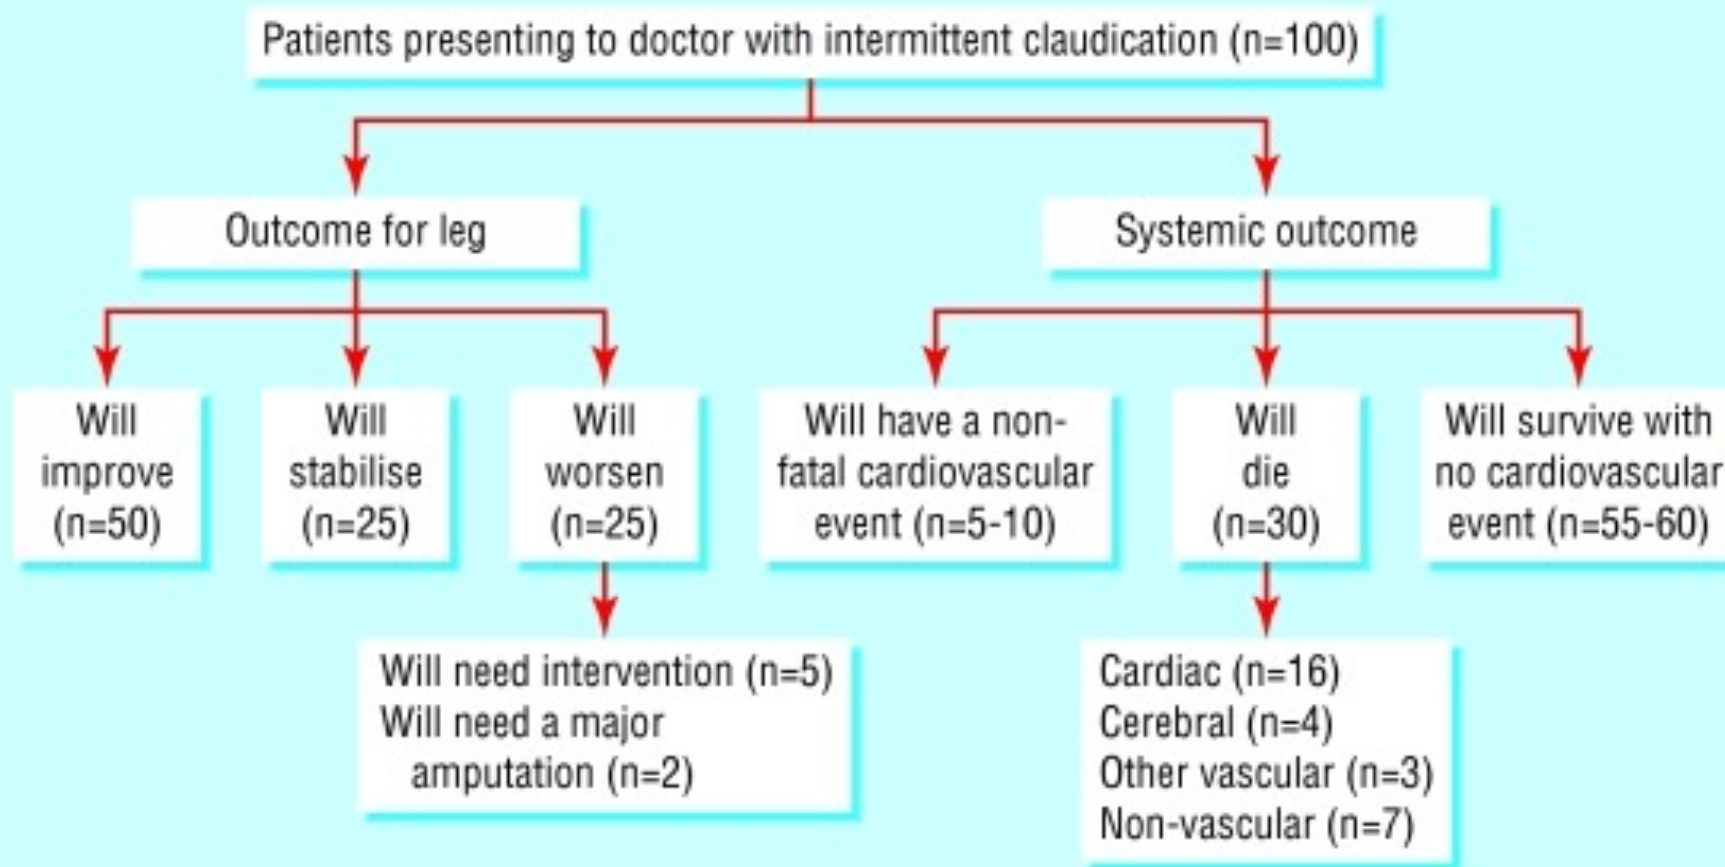 Patients presenting to doctor with intermittent claudication (n=100)
Outcome for leg
Systemic outcome
Will
improve
(n=50)
Will
stabilise
(n=25)
Will
worsen
(n=25)
Will have a non-
fatal cardiovascular
event (n=5-10)
Will
die
(n=30)
Will survive with
no cardiovascular
event (n=55-60)
Will need intervention (n=5)
Will need a major
amputation (n=2)
Cardiac (n=16)
Cerebral (n=4)
Other vascular (n=3)
Non-vascular (n=7)